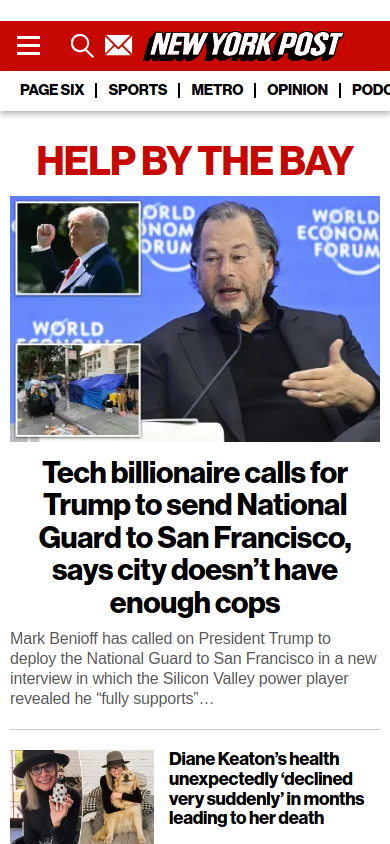 NEW YORK POST
PAGE SIX | SPORTS | METRO | OPINION | PODC
HELP BY THE BAY
WORLD
ECONOMIC
FORUM
WORLD
ECONOM
FORUM
WORLD
Tech billionaire calls for
Trump to send National
Guard to San Francisco,
says city doesn’t have
enough cops
Mark Benioff has called on President Trump to
deploy the National Guard to San Francisco in a new
interview in which the Silicon Valley power player
revealed he “fully supports”…
Diane Keaton’s health
unexpectedly ‘declined
very suddenly’ in months
leading to her death